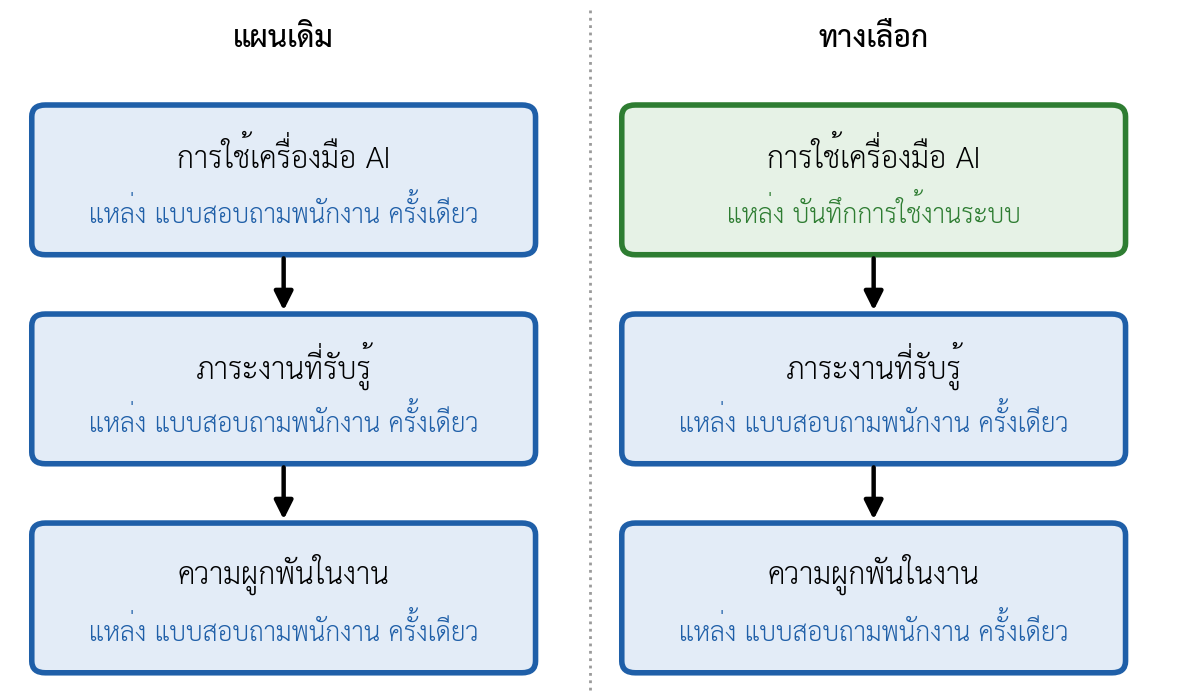 แผนเดิม
การใช้เครื่องมือ AI
แหล่ง แบบสอบถามพนักงาน ครั้งเดียว
ภาระงานที่รับรู้
แหล่ง แบบสอบถามพนักงาน ครั้งเดียว
ความผูกพันในงาน
แหล่ง แบบสอบถามพนักงาน ครั้งเดียว
ทางเลือก
การใช้เครื่องมือ AI
แหล่ง บันทึกการใช้งานระบบ
ภาระงานที่รับรู้
แหล่ง แบบสอบถามพนักงาน ครั้งเดียว
ความผูกพันในงาน
แหล่ง แบบสอบถามพนักงาน ครั้งเดียว